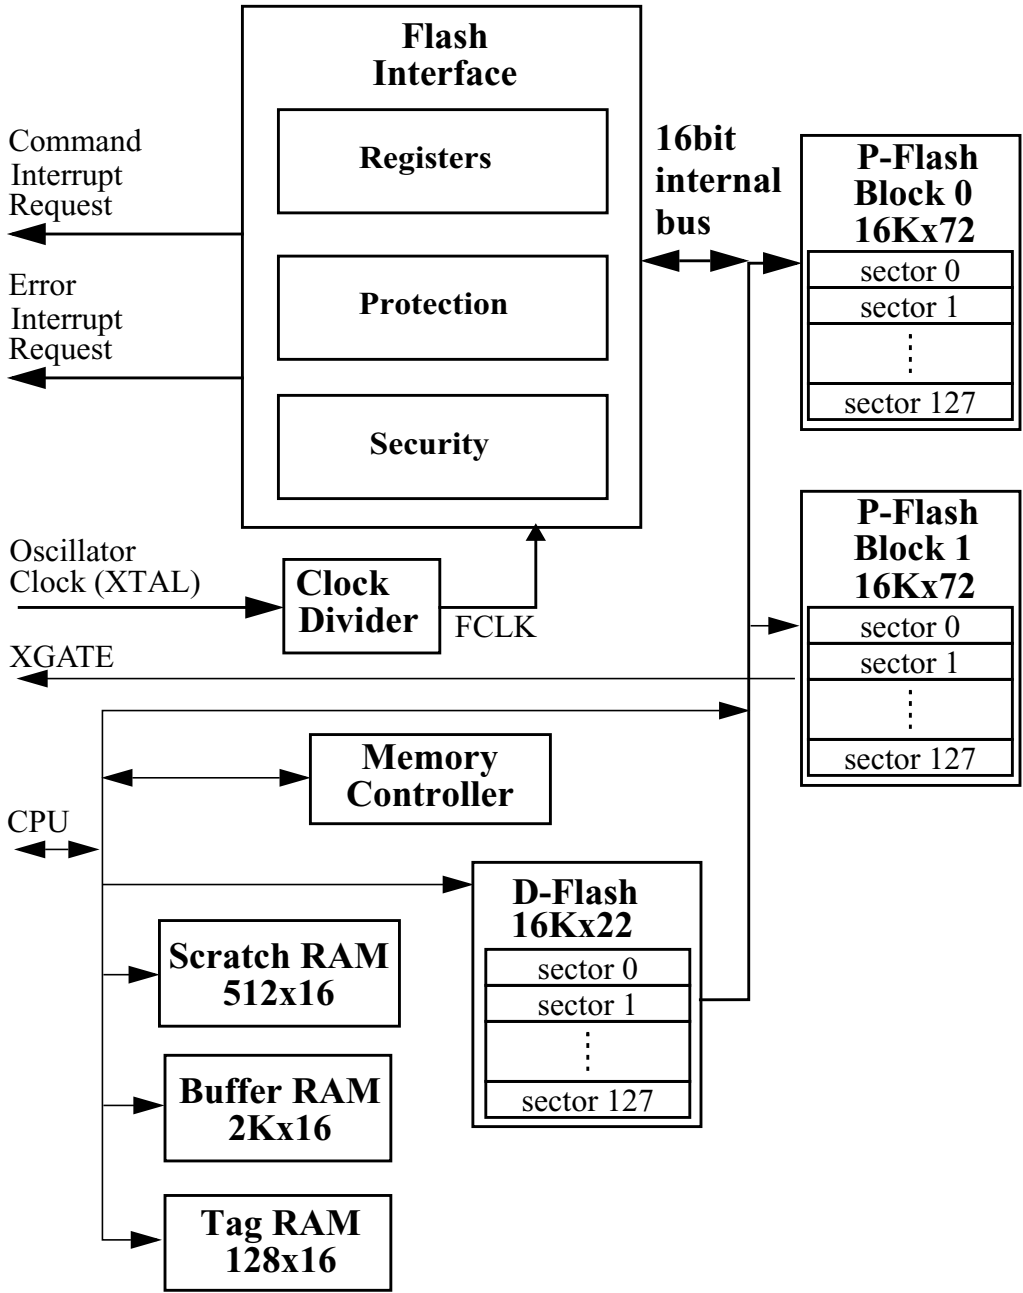 Flash
Interface
Registers
Protection
Security
Command
Interrupt
Request
Error
Interrupt
Request
16bit
internal
bus
P-Flash
Block 0
16Kx72
sector 0
sector 1
sector 127
P-Flash
Block 1
16Kx72
sector 0
sector 1
sector 127
Oscillator
Clock (XTAL)
Clock
Divider
FCLK
XGATE
Memory
Controller
CPU
D-Flash
16Kx22
sector 0
sector 1
sector 127
Scratch RAM
512x16
Buffer RAM
2Kx16
Tag RAM
128x16